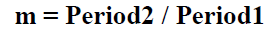 m = Period2 / Period1